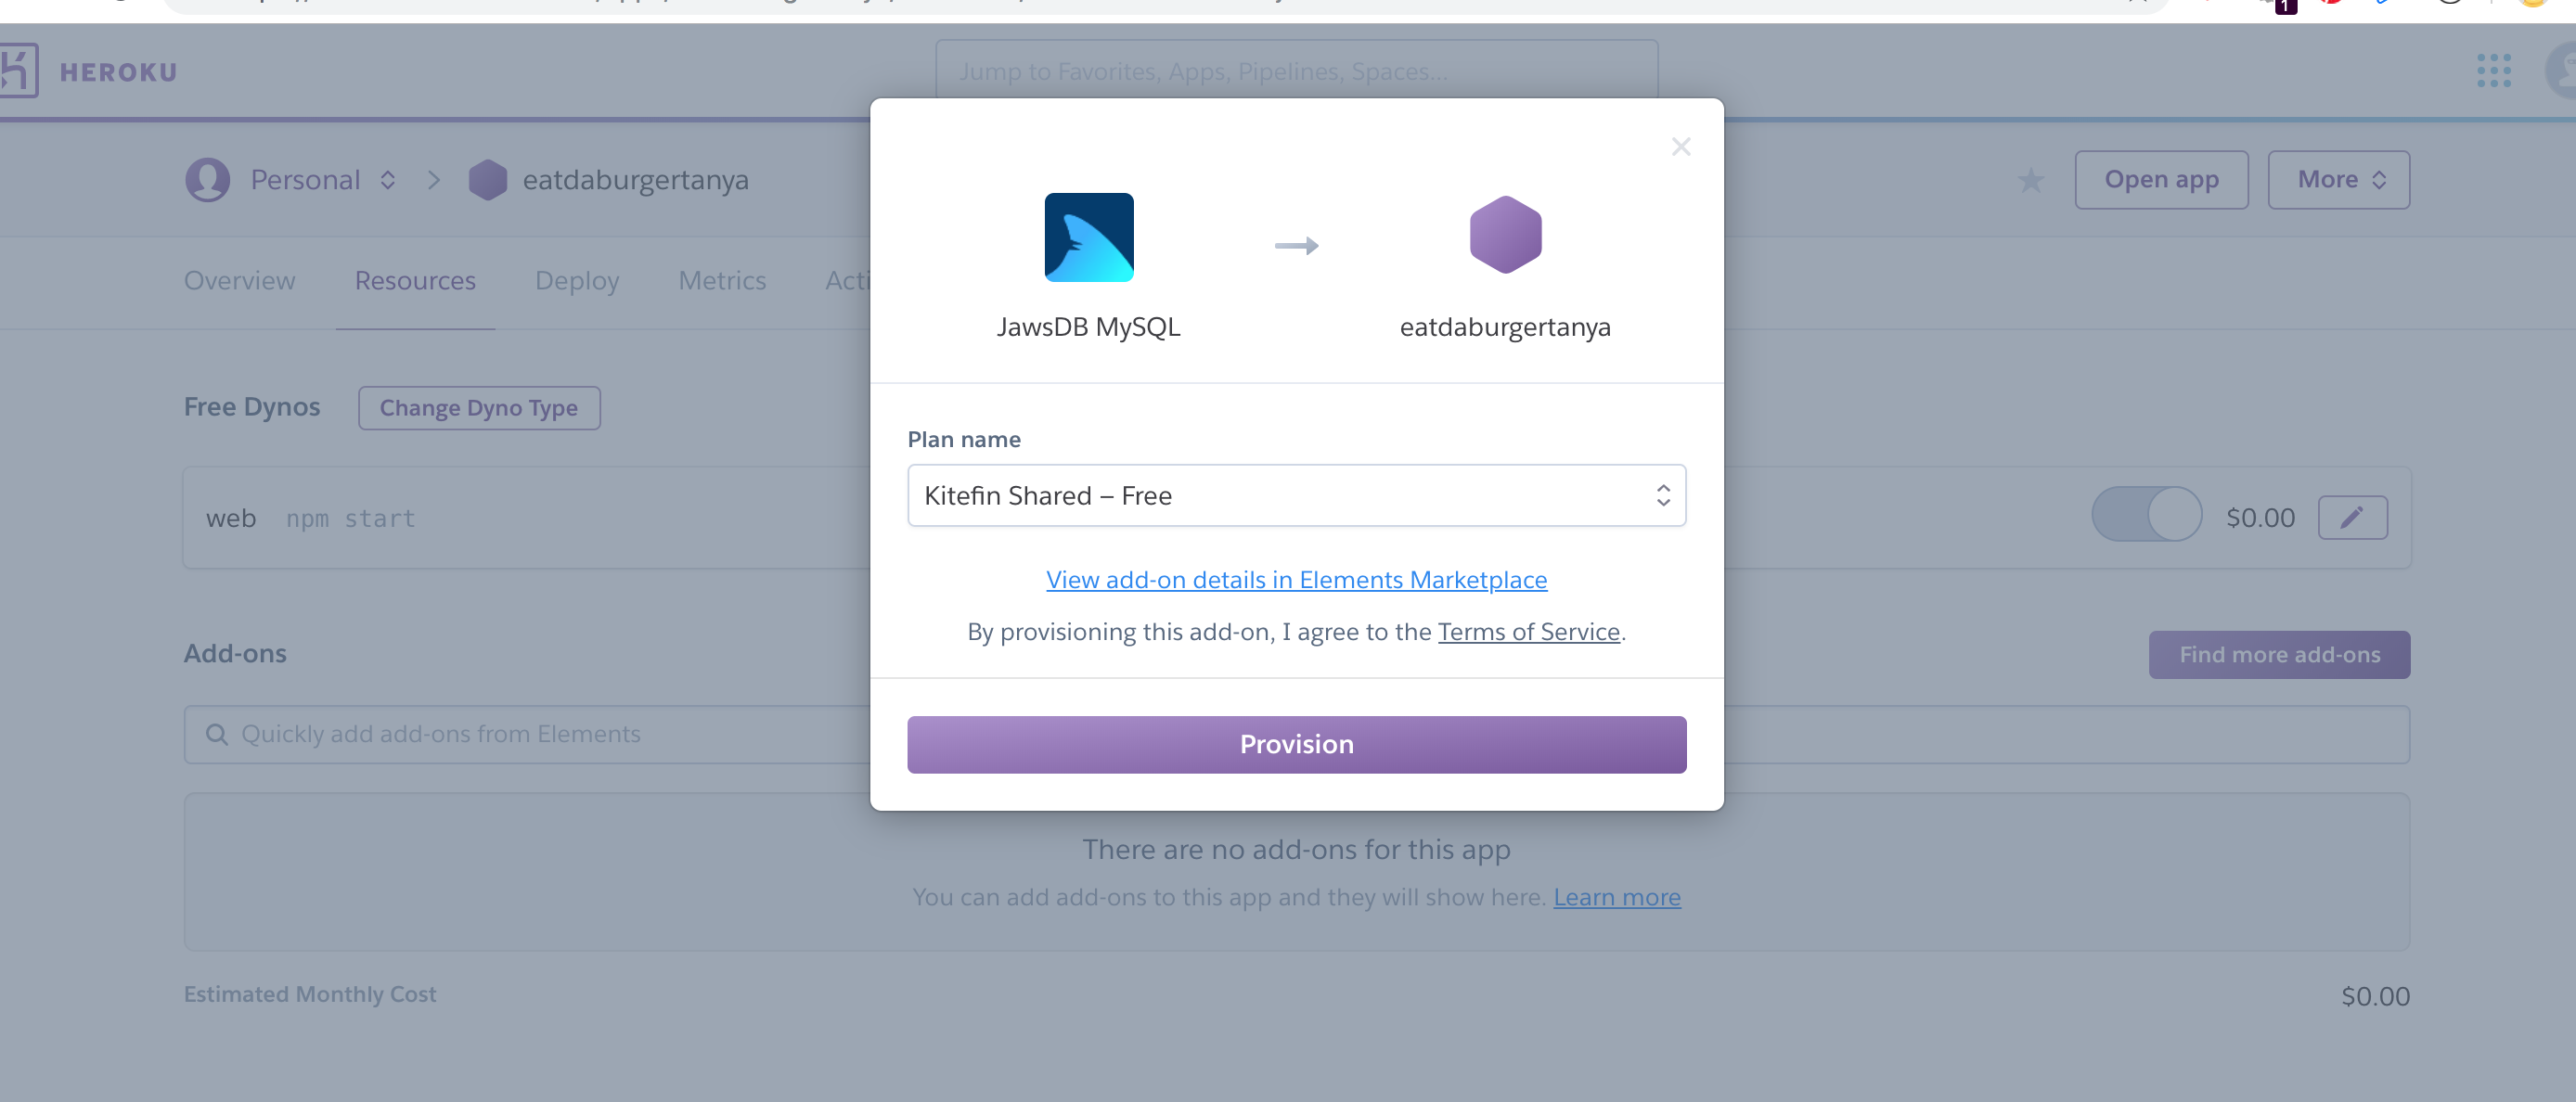 1
HEROKU
Jump to Favorites, Apps, Pipelines, Spaces...
Personal
eatdaburgertanya
Open app
More
Overview Resources Deploy Metrics Acti
JawsDB MySQL
eatdaburgertanya
Free Dynos
Change Dyno Type
Plan name
Kitefin Shared – Free
web npm start
$0.00
View add-on details in Elements Marketplace
By provisioning this add-on, I agree to the Terms of Service.
Add-ons
Find more add-ons
Quickly add add-ons from Elements
Provision
There are no add-ons for this app
You can add add-ons to this app and they will show here. Learn more
Estimated Monthly Cost
$0.00